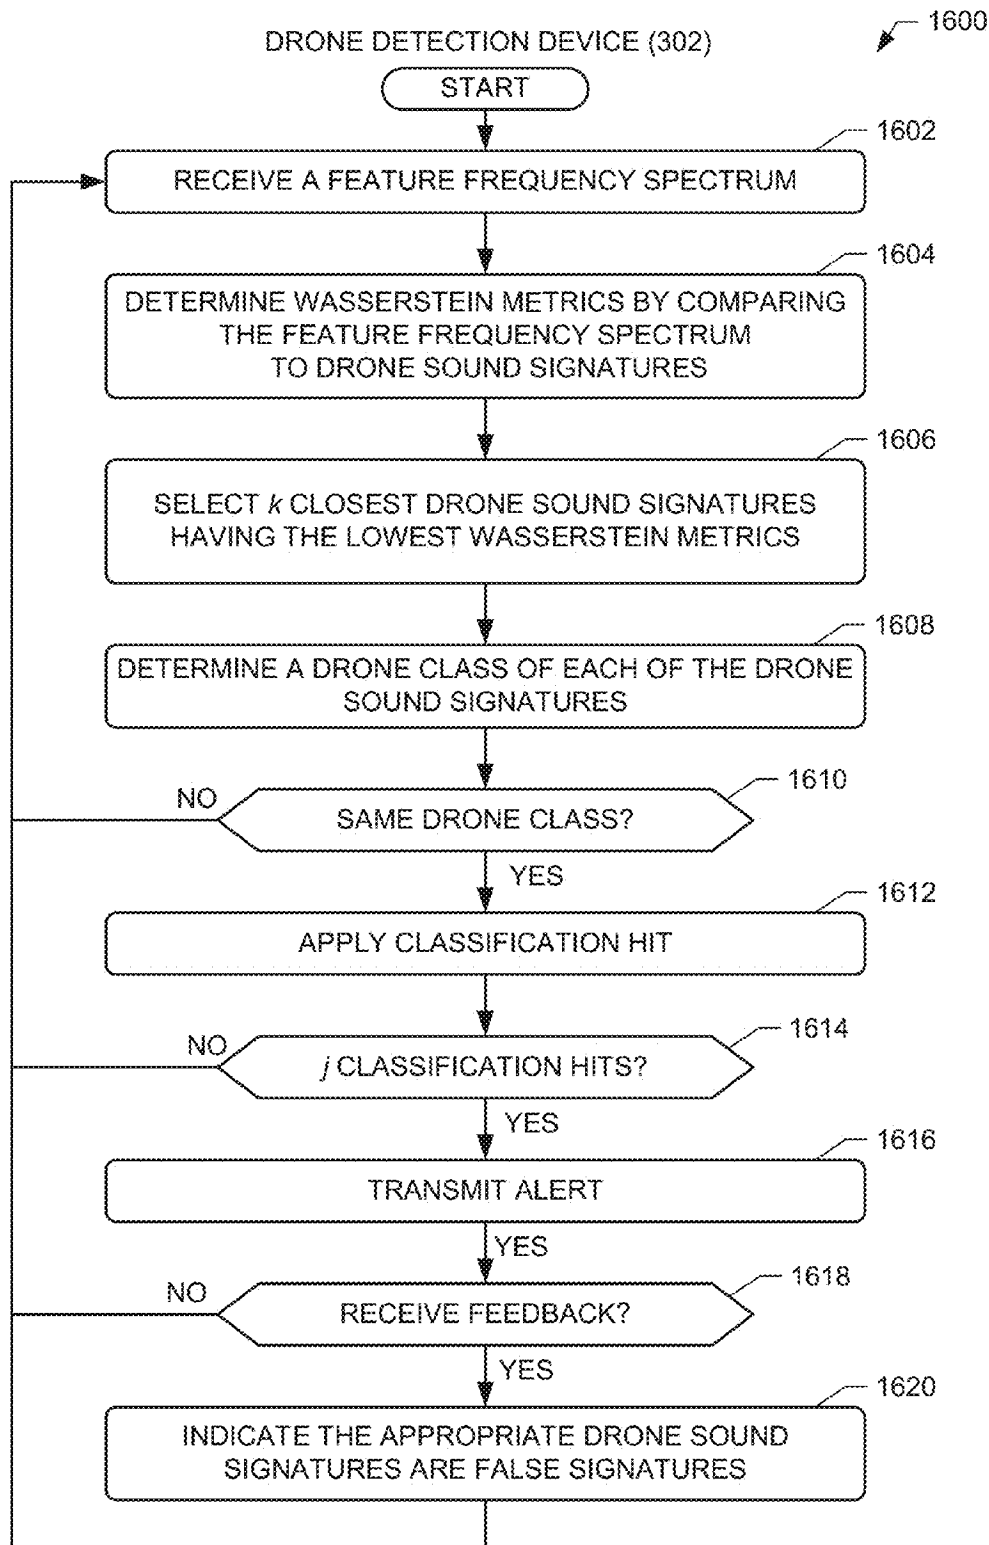 1600
DRONE DETECTION DEVICE (302)
START
1602
RECEIVE A FEATURE FREQUENCY SPECTRUM
1604
DETERMINE WASSERSTEIN METRICS BY COMPARING
THE FEATURE FREQUENCY SPECTRUM
TO DRONE SOUND SIGNATURES
1606
SELECT k CLOSEST DRONE SOUND SIGNATURES
HAVING THE LOWEST WASSERSTEIN METRICS
1608
DETERMINE A DRONE CLASS OF EACH OF THE DRONE
SOUND SIGNATURES
1610
NO
SAME DRONE CLASS?
YES
1612
APPLY CLASSIFICATION HIT
1614
NO
j CLASSIFICATION HITS?
YES
1616
TRANSMIT ALERT
YES
1618
NO
RECEIVE FEEDBACK?
YES
1620
INDICATE THE APPROPRIATE DRONE SOUND
SIGNATURES ARE FALSE SIGNATURES